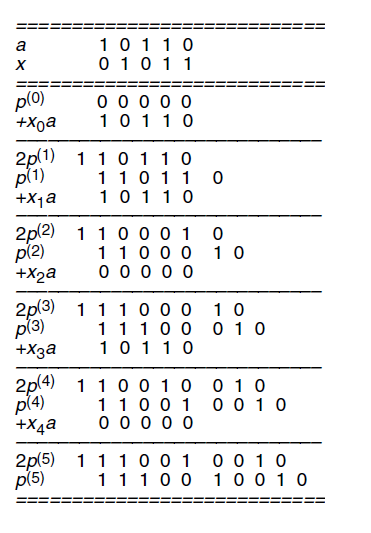 ==============================
a 1 0 1 1 0
x 0 1 0 1 1
==============================
p(0) 0 0 0 0 0
+x₀a 1 0 1 1 0
2p(1) 1 1 0 1 1 0
p(1) 1 1 0 1 1 0
+x₁a 1 0 1 1 0
2p(2) 1 1 0 0 0 1 0
p(2) 1 1 0 0 0 1 0
+x₂a 0 0 0 0 0
2p(3) 1 1 1 0 0 0 1 0
p(3) 1 1 1 0 0 0 1 0
+x₃a 1 0 1 1 0
2p(4) 1 1 0 0 1 0 0 1 0
p(4) 1 1 0 0 1 0 0 1 0
+x₄a 0 0 0 0 0
2p(5) 1 1 1 0 0 1 0 0 1 0
p(5) 1 1 1 0 0 1 0 0 1 0
==============================